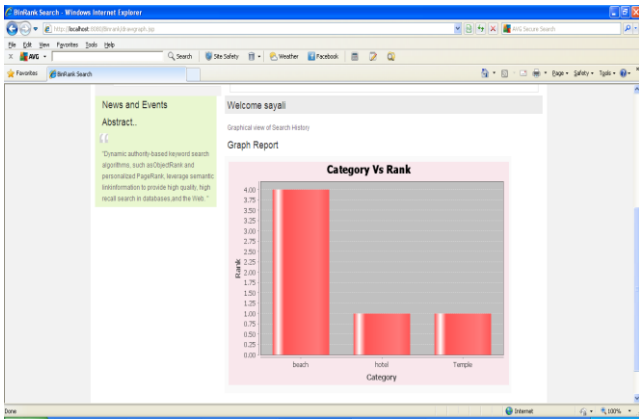 BinRank Search - Windows Internet Explorer
http://localhost:8080/Binrank/drawgraph.jsp
AVG Secure Search
File Edit View Favorites Tools Help
AVG Search Site Safety Weather Facebook
Favorites BinRank Search
Page Safety Tools
News and Events
Welcome sayali
Abstract..
Graphical view of Search History
Graph Report
"Dynamic authority-based keyword search
algorithms, such asObjectRank and
personalized PageRank, leverage semantic
linkinformation to provide high quality, high
recall search in databases,and the Web. "
Category Vs Rank
4.00
3.75
3.50
3.25
3.00
2.75
2.50
2.25
2.00
1.75
1.50
1.25
1.00
0.75
0.50
0.25
0.00
Rank
beach hotel Temple
Category
Done Internet 100%